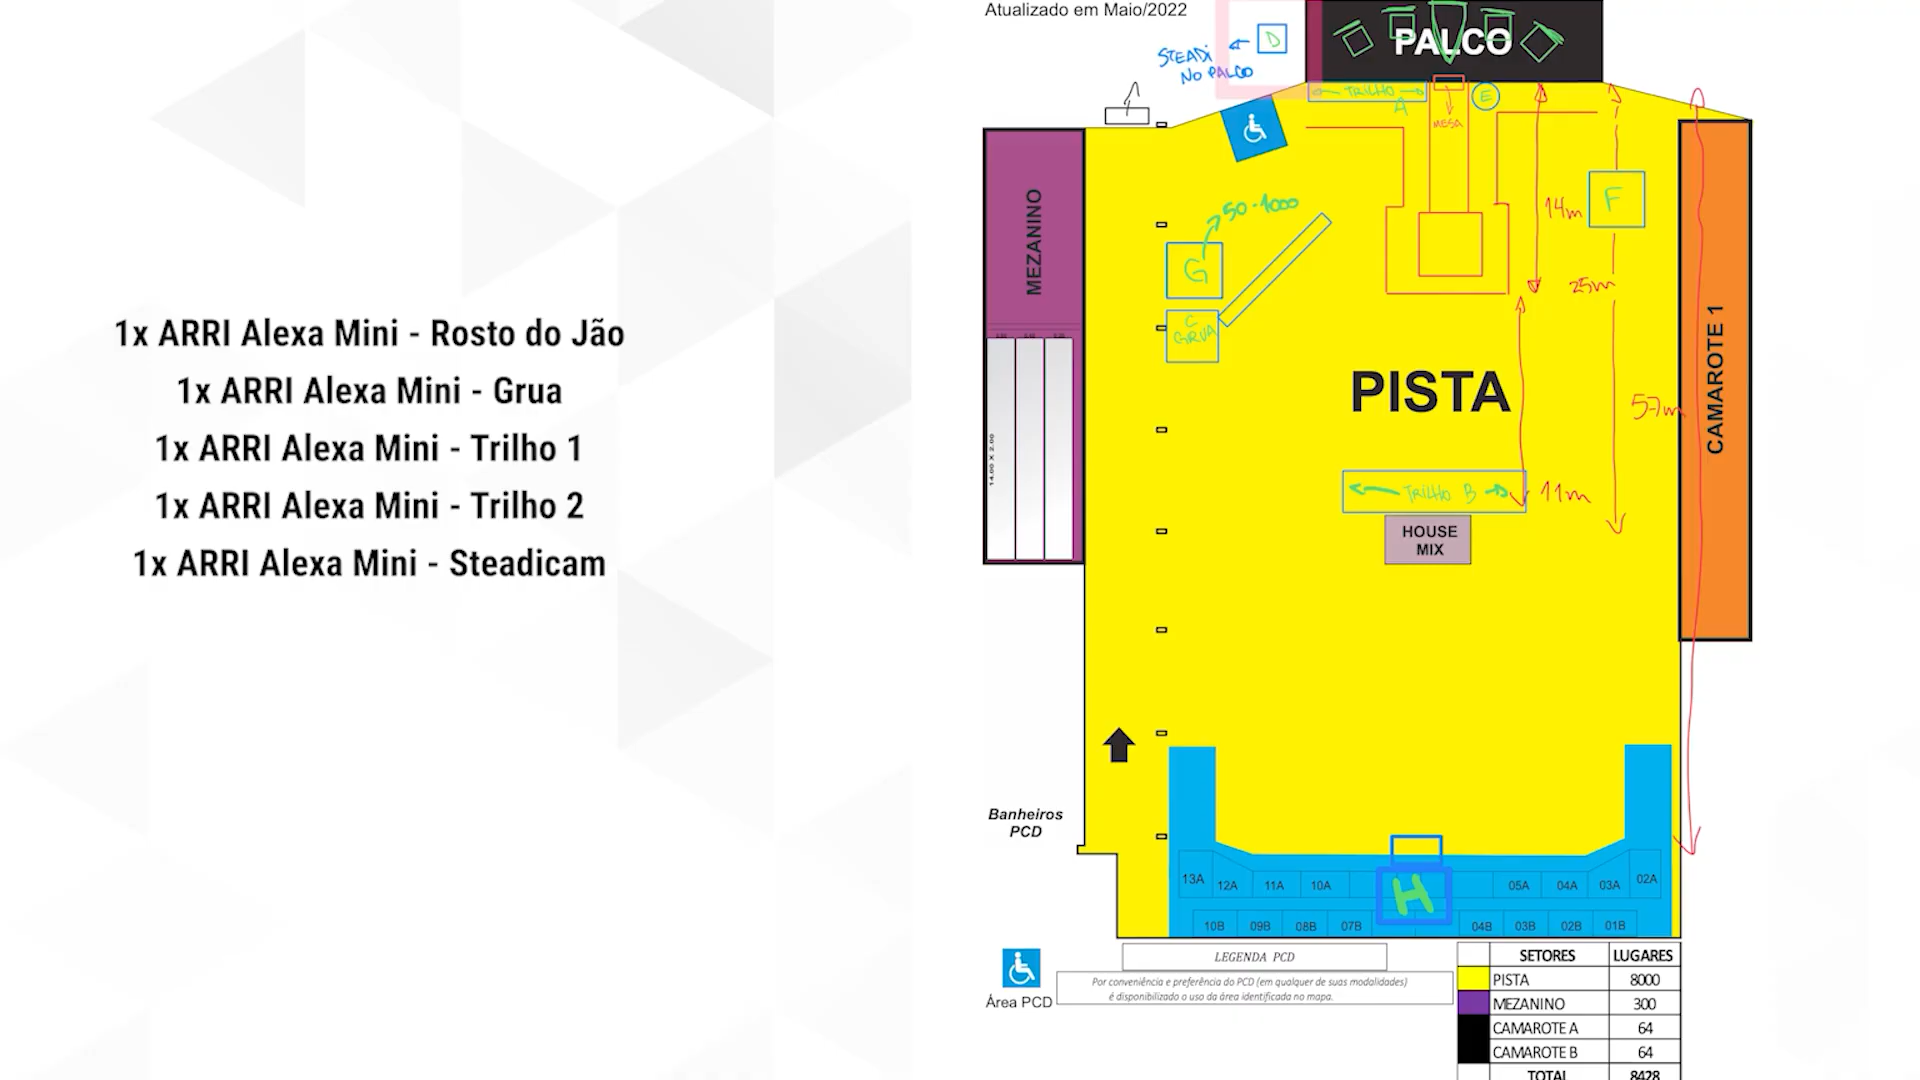 1x ARRI Alexa Mini - Rosto do Jão
1x ARRI Alexa Mini - Grua
1x ARRI Alexa Mini - Trilho 1
1x ARRI Alexa Mini - Trilho 2
1x ARRI Alexa Mini - Steadicam
Atualizado em Maio/2022
STEADI
NO PALCO
D
PALCO
TRILHO
A
E
MESA
MEZANINO
50-1000
G
C
GRUA
14m
F
25m
57m
CAMAROTE 1
PISTA
14.00 X 2.00
TRILHO B
11m
HOUSE
MIX
Banheiros
PCD
13A
12A
11A
10A
05A
04A
03A
02A
H
10B
09B
08B
07B
04B
03B
02B
01B
Área PCD
LEGENDA PCD
Por conveniência e preferência do PCD (em qualquer de suas modalidades)
é disponibilizado o uso da área identificada no mapa.
SETORES LUGARES
PISTA 8000
MEZANINO 300
CAMAROTE A 64
CAMAROTE B 64
TOTAL 8428